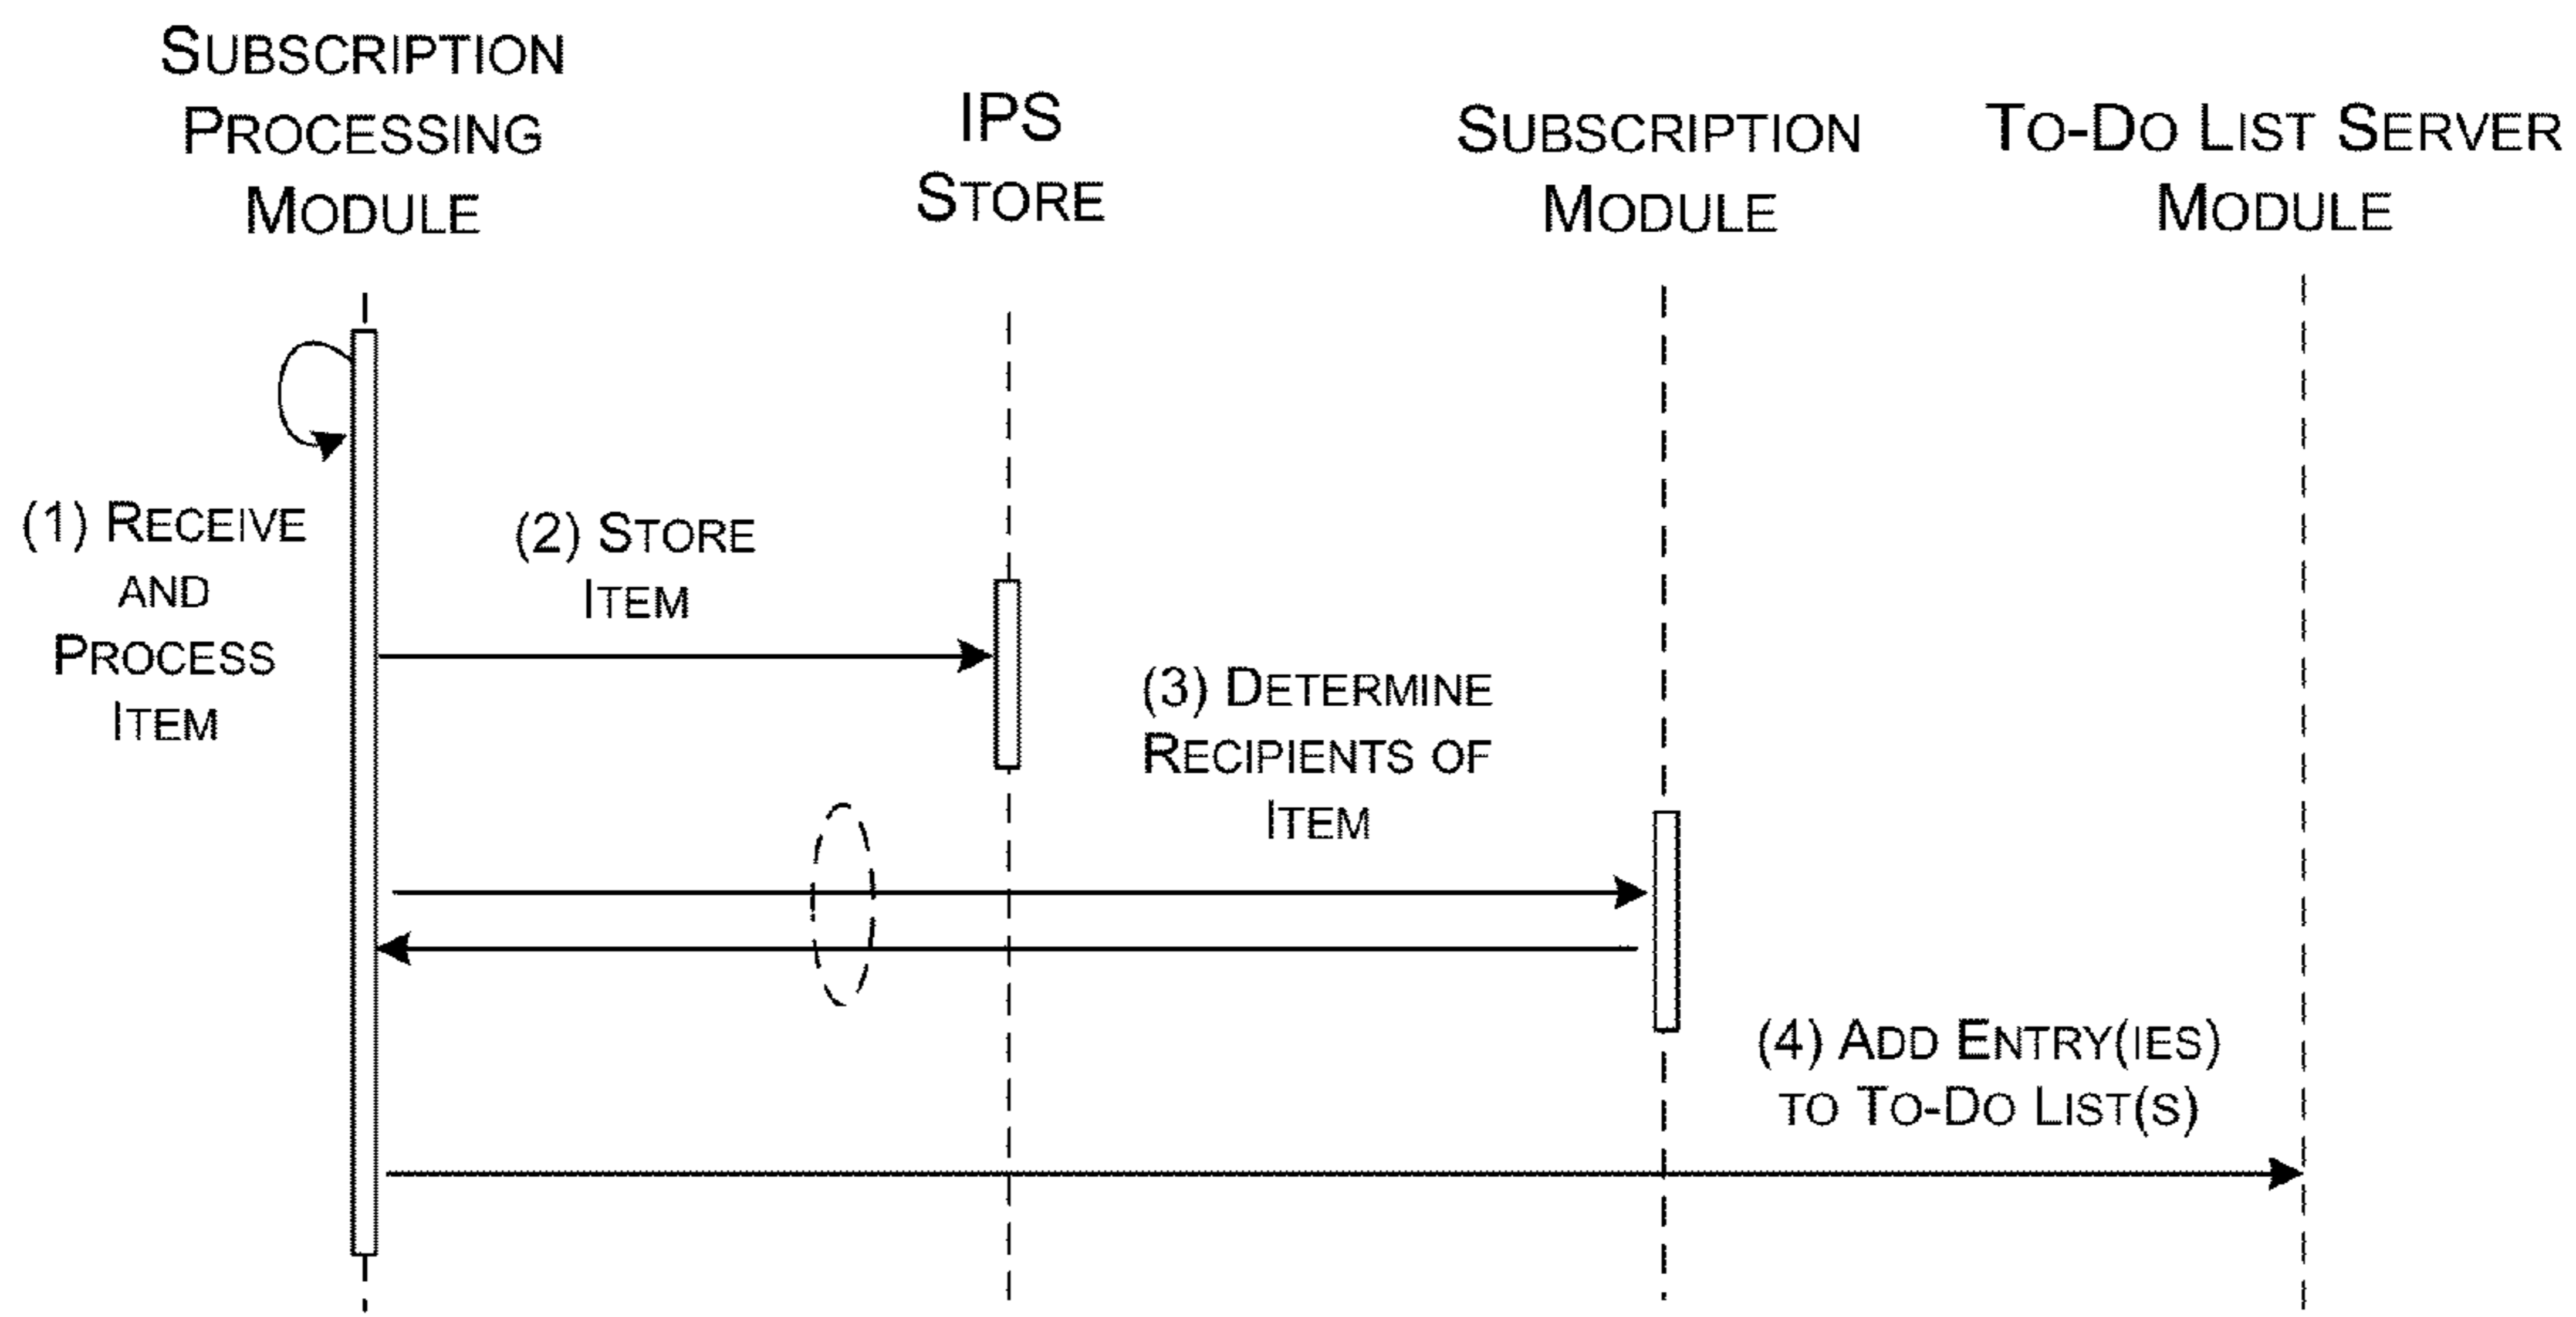 SUBSCRIPTION
PROCESSING
MODULE
IPS
STORE
SUBSCRIPTION
MODULE
TO-DO LIST SERVER
MODULE
(1) RECEIVE
AND
PROCESS
ITEM
(2) STORE
ITEM
(3) DETERMINE
RECIPIENTS OF
ITEM
(4) ADD ENTRY(IES)
TO TO-DO LIST(S)